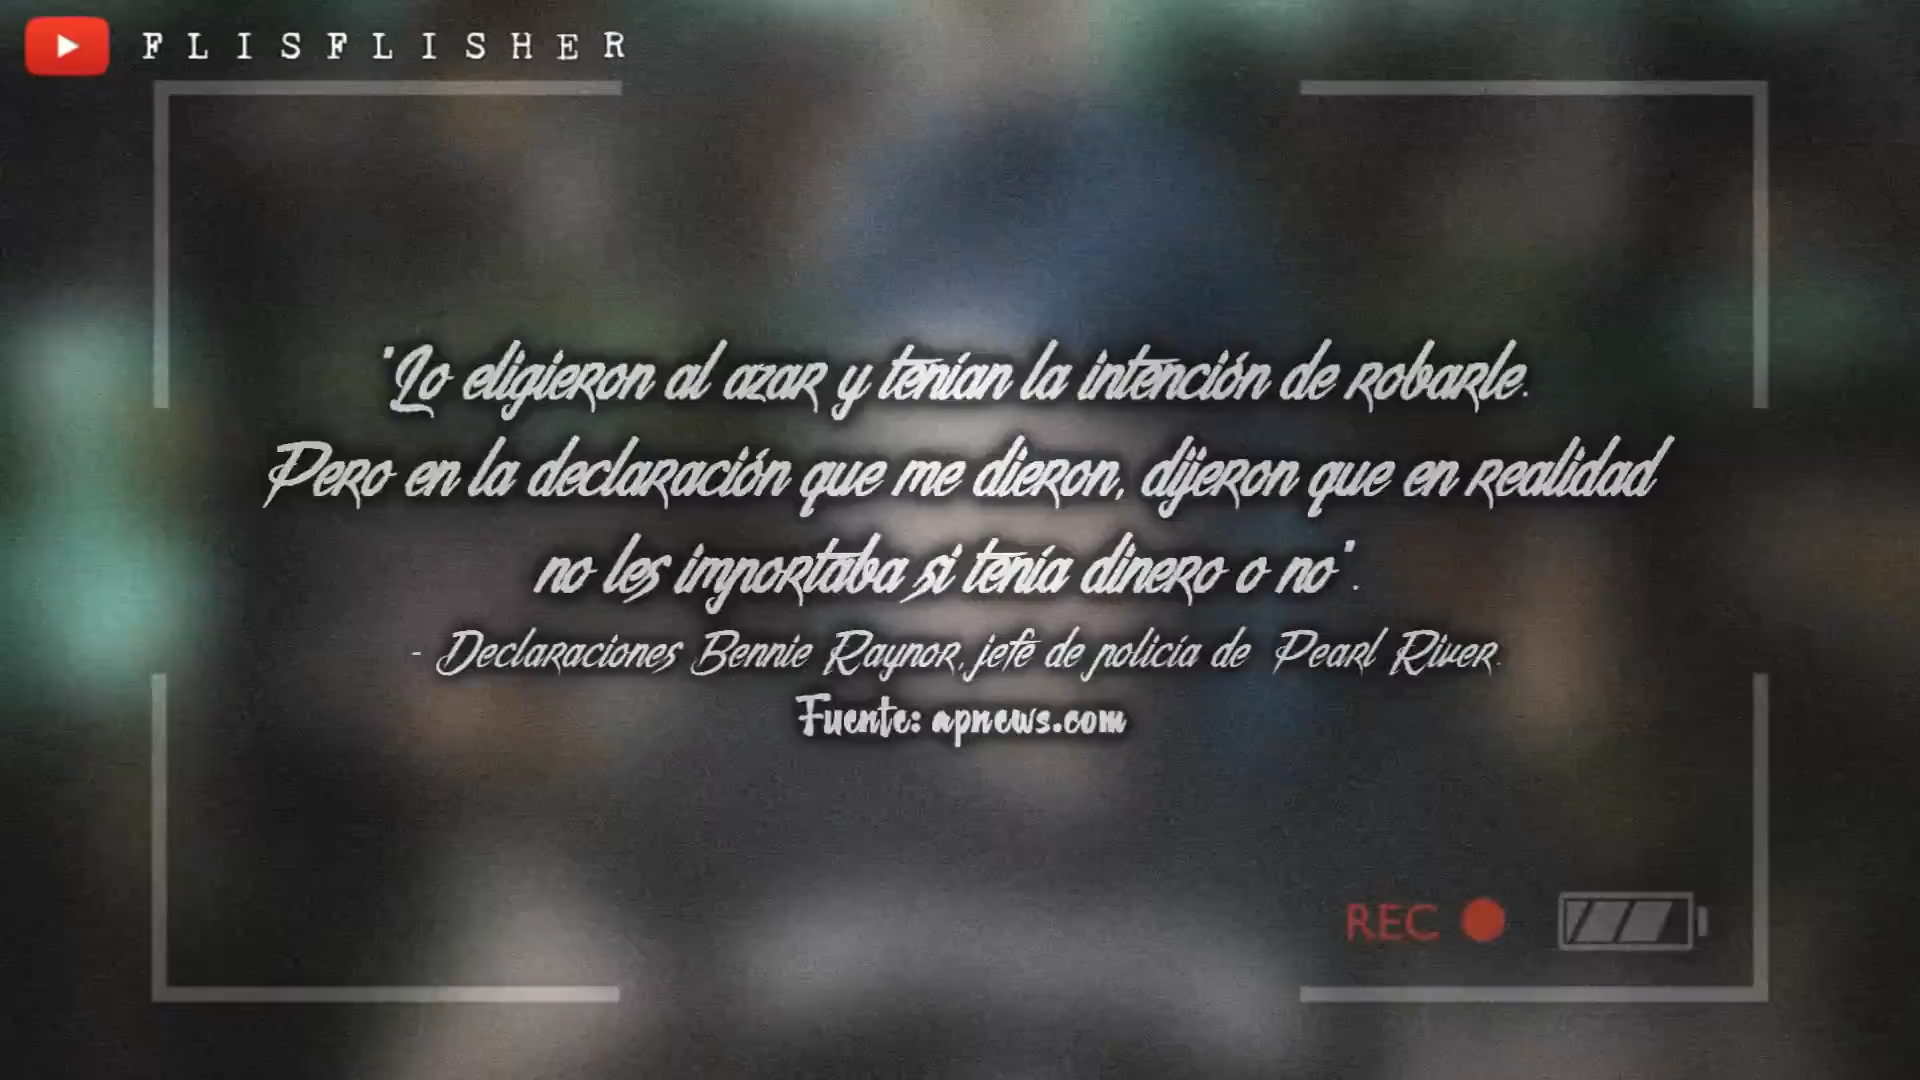 FLISFLISHER
"Lo eligieron al azar y tenían la intención de robarle.
Pero en la declaración que me dieron, dijeron que en realidad
no les importaba si tenía dinero o no".
- Declaraciones Bennie Raynor, jefe de policía de Pearl River.
Fuente: apnews.com
REC